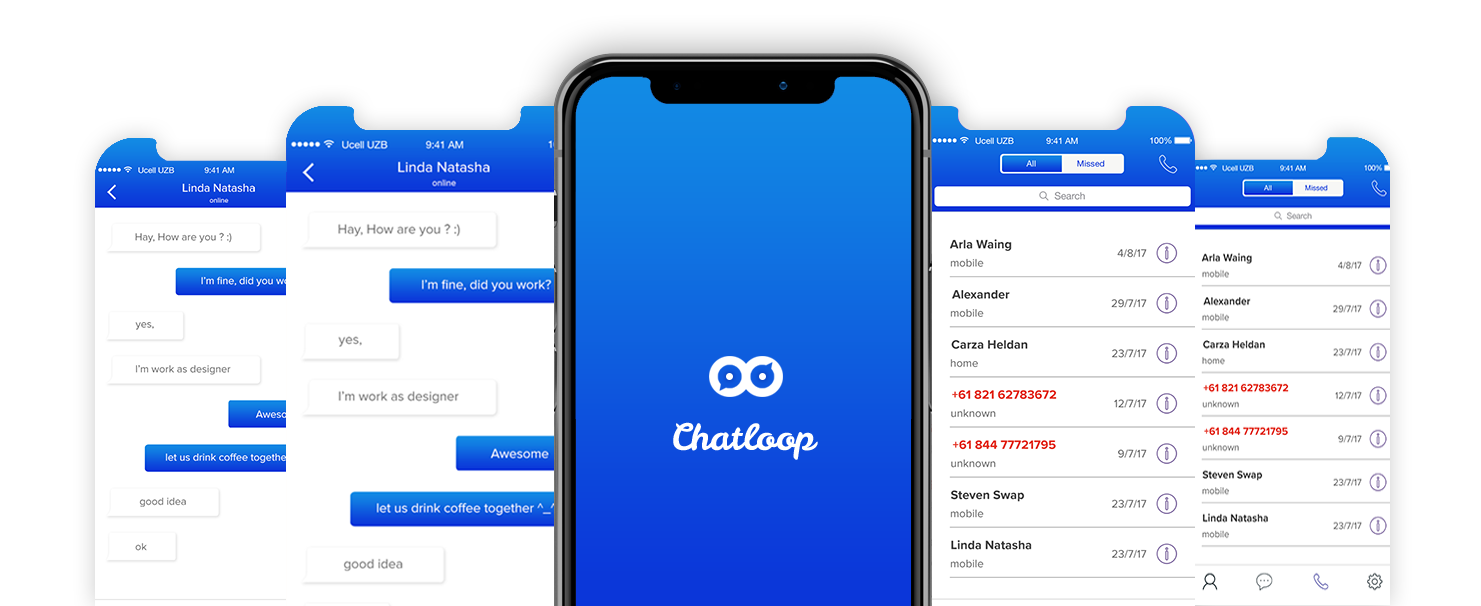 Ucell UZB 9:41 AM
Linda Natasha
online
Hay, How are you ? :)
I'm fine, did you
yes,
I'm work as designer
let us drink coffee
good idea
ok
Ucell UZB 9:41 AM
Linda Natasha
online
Hay, How are you ? :)
I'm fine, did you work?
yes,
I'm work as designer
Awesome
let us drink coffee together ^_^
good idea
Chatloop
Ucell UZB 9:41 AM 100%
All Missed
Search
Arla Waing 4/8/17
mobile
Alexander 29/7/17
mobile
Carza Heldan 23/7/17
home
+61 821 62783672 12/7/17
unknown
+61 844 77721795 9/7/17
unknown
Steven Swap 23/7/17
mobile
Linda Natasha 23/7/17
mobile
Ucell UZB 9:41 AM 100%
All Missed
Search
Arla Waing 4/8/17
mobile
Alexander 29/7/17
mobile
Carza Heldan 23/7/17
home
+61 821 62783672 12/7/17
unknown
+61 844 77721795 9/7/17
unknown
Steven Swap 23/7/17
mobile
Linda Natasha 23/7/17
mobile